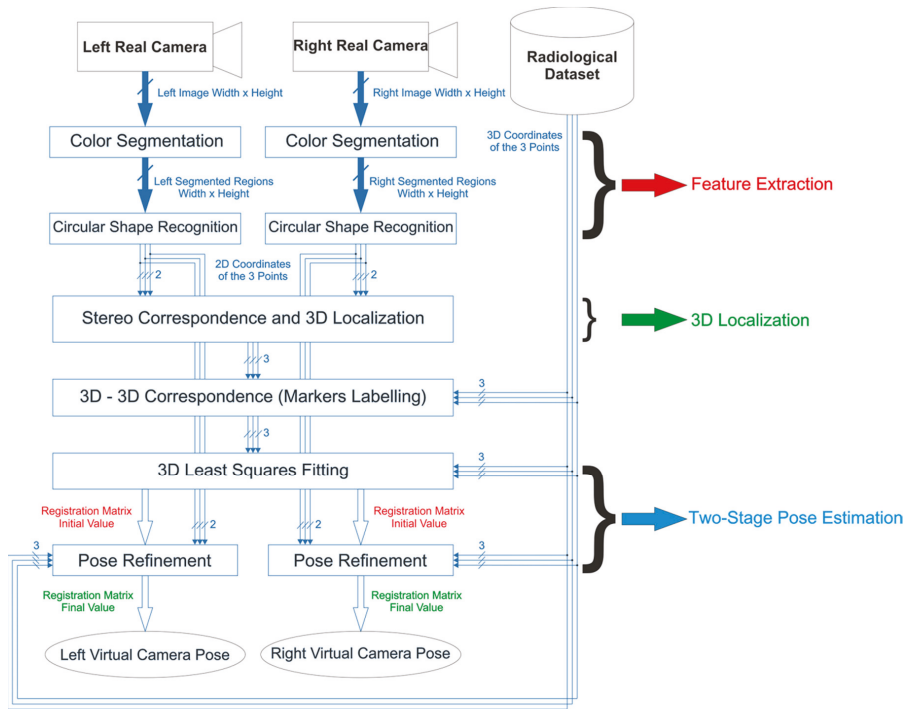 Left Real Camera
Right Real Camera
Radiological
Dataset
Left Image Width x Height
Right Image Width x Height
Color Segmentation
Color Segmentation
3D Coordinates
of the 3 Points
Left Segmented Regions
Width x Height
Right Segmented Regions
Width x Height
Feature Extraction
Circular Shape Recognition
Circular Shape Recognition
2D Coordinates
of the 3 Points
2
2
Stereo Correspondence and 3D Localization
3D Localization
3
3D - 3D Correspondence (Markers Labelling)
3
3
3D Least Squares Fitting
3
Registration Matrix
Initial Value
2
2
Registration Matrix
Initial Value
Two-Stage Pose Estimation
3
Pose Refinement
Pose Refinement
3
Registration Matrix
Final Value
Registration Matrix
Final Value
Left Virtual Camera Pose
Right Virtual Camera Pose